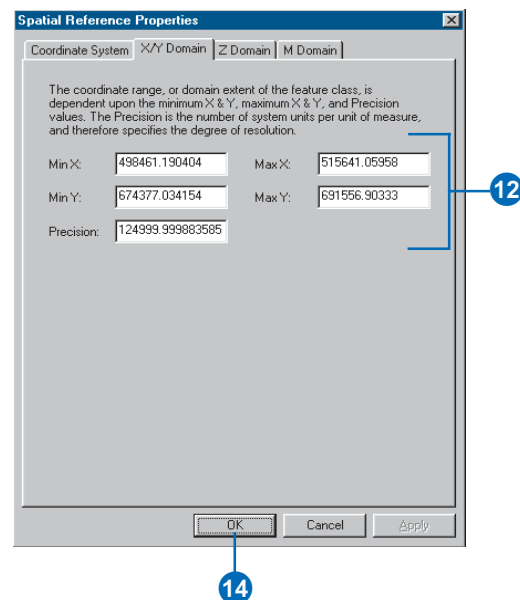 Spatial Reference Properties
Coordinate System X/Y Domain Z Domain M Domain
The coordinate range, or domain extent of the feature class, is
dependent upon the minimum X & Y, maximum X &
Y, and Precision
values. The Precision is the number of system units per unit of measure,
and therefore specifies the degree of resolution.
Min X: 498461.190404 Max X: 515641.05958
12
Min Y: 674377.034154 Max Y: 691556.90333
Precision: 124999.999883585
OK Cancel Apply
14